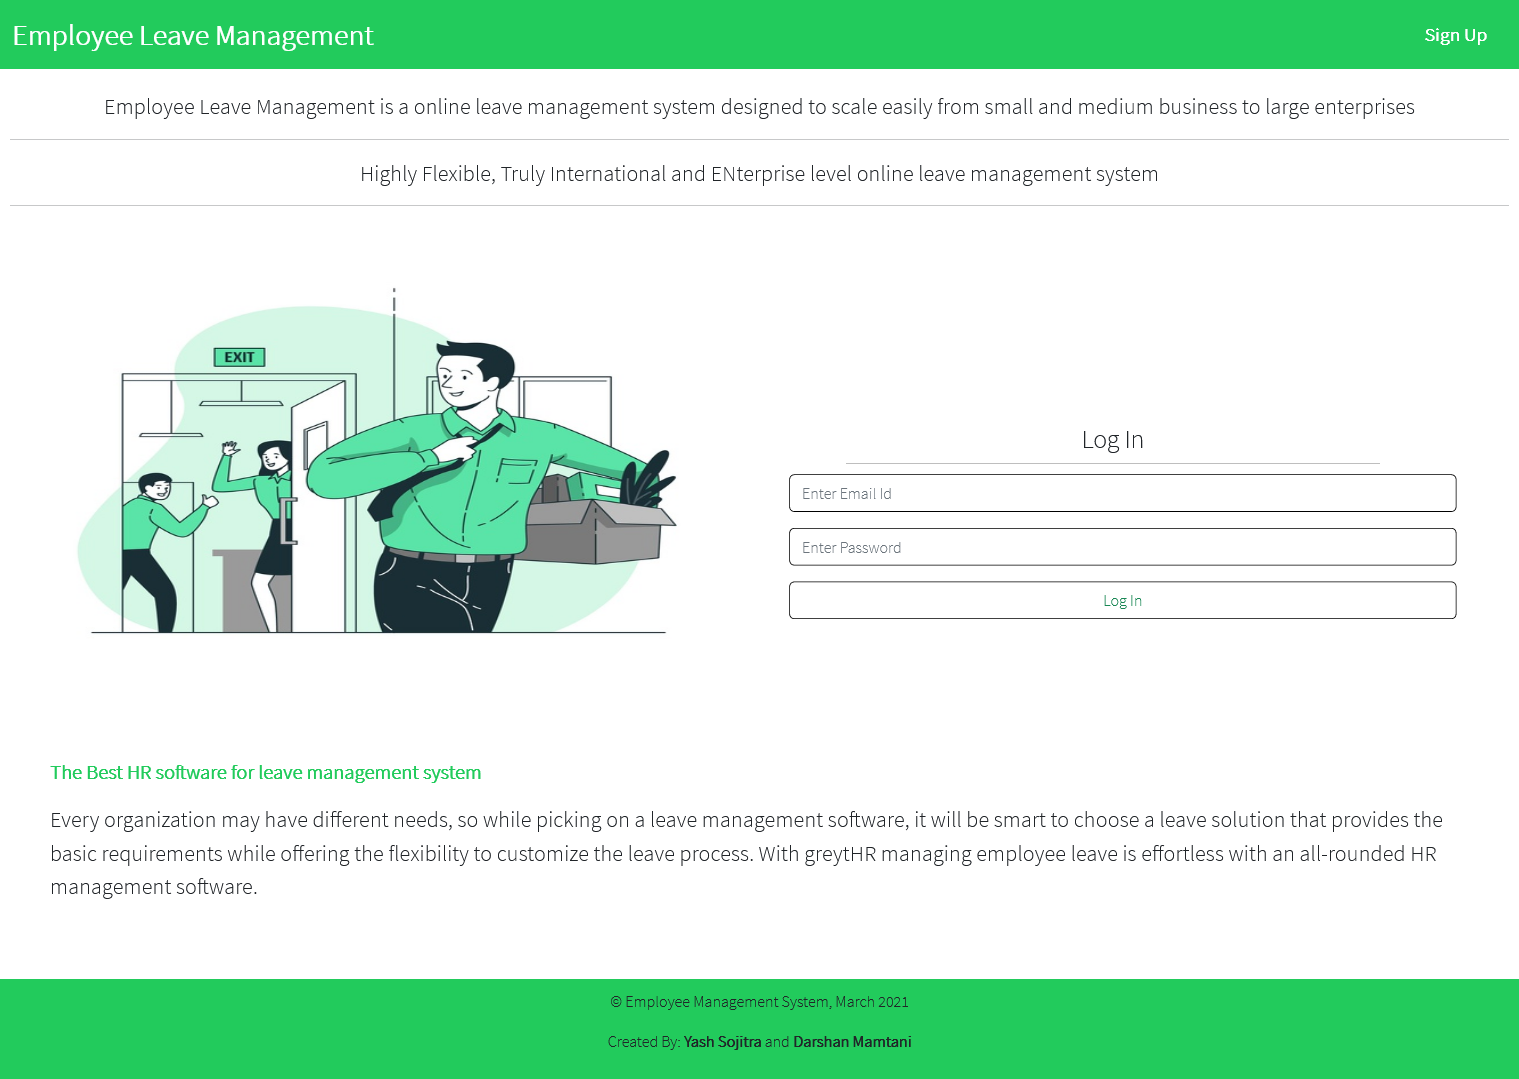 Employee Leave Management
Sign Up
Employee Leave Management is a online leave management system designed to scale easily from small and medium business to large enterprises
Highly Flexible, Truly International and ENterprise level online leave management system
EXIT
Log In
Enter Email Id
Enter Password
Log In
The Best HR software for leave management system
Every organization may have different needs, so while picking on a leave management software, it will be smart to choose a leave solution that provides the
basic requirements while offering the flexibility to customize the leave process. With greytHR managing employee leave is effortless with an all-rounded HR
management software.
© Employee Management System, March 2021
Created By: Yash Sojitra and Darshan Mamtani